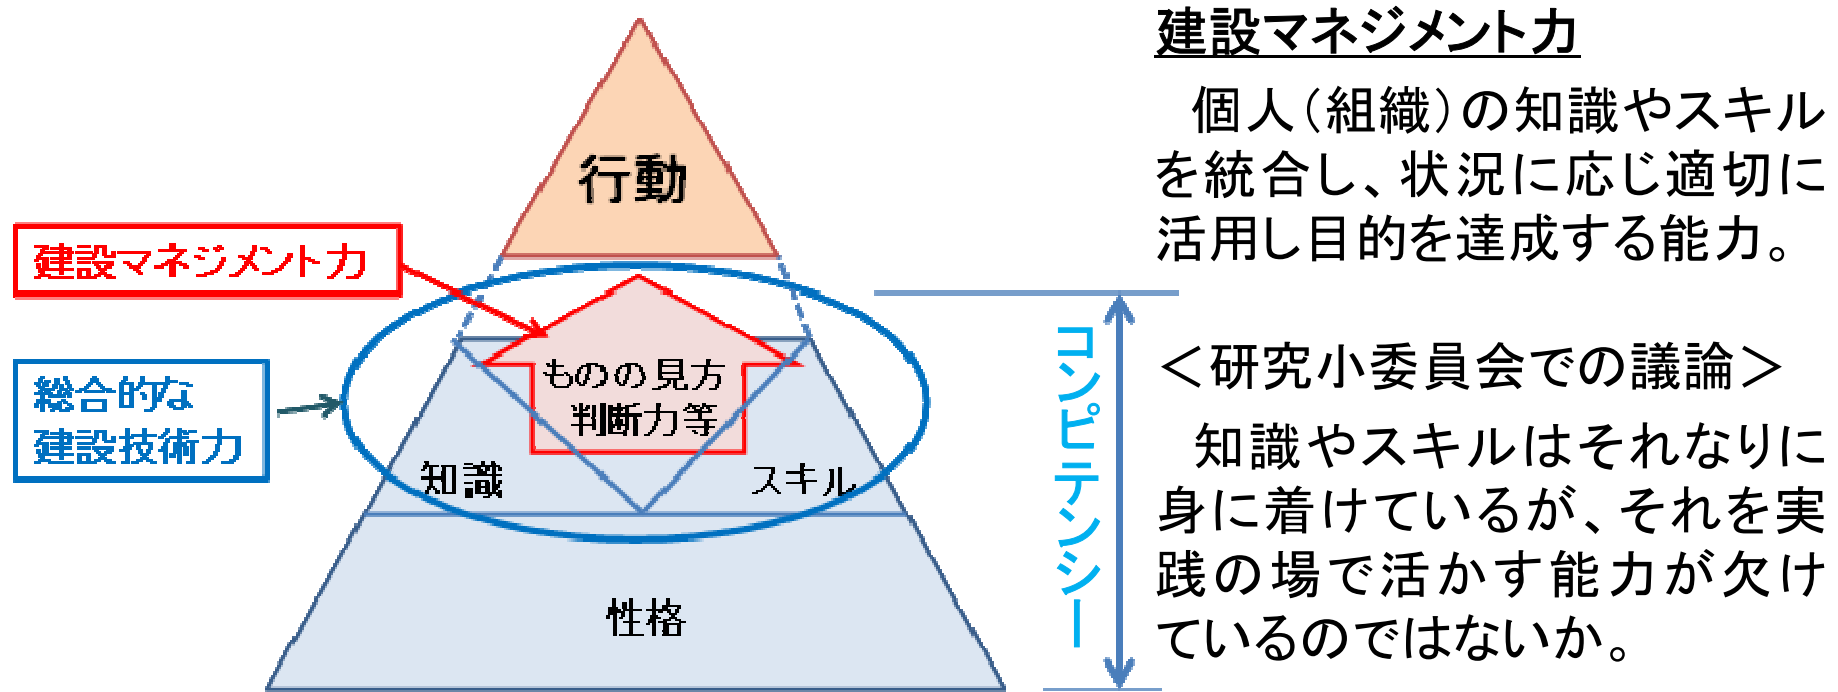 行動
建設マネジメント力
総合的な
建設技術力
ものの見方
判断力等
知識
スキル
性格
コンピテンシー
建設マネジメント力
個人（組織）の知識やスキル
を統合し、状況に応じ適切に
活用し目的を達成する能力。
＜研究小委員会での議論＞
知識やスキルはそれなりに
身に着けているが、それを実
践の場で活かす能力が欠け
ているのではないか。